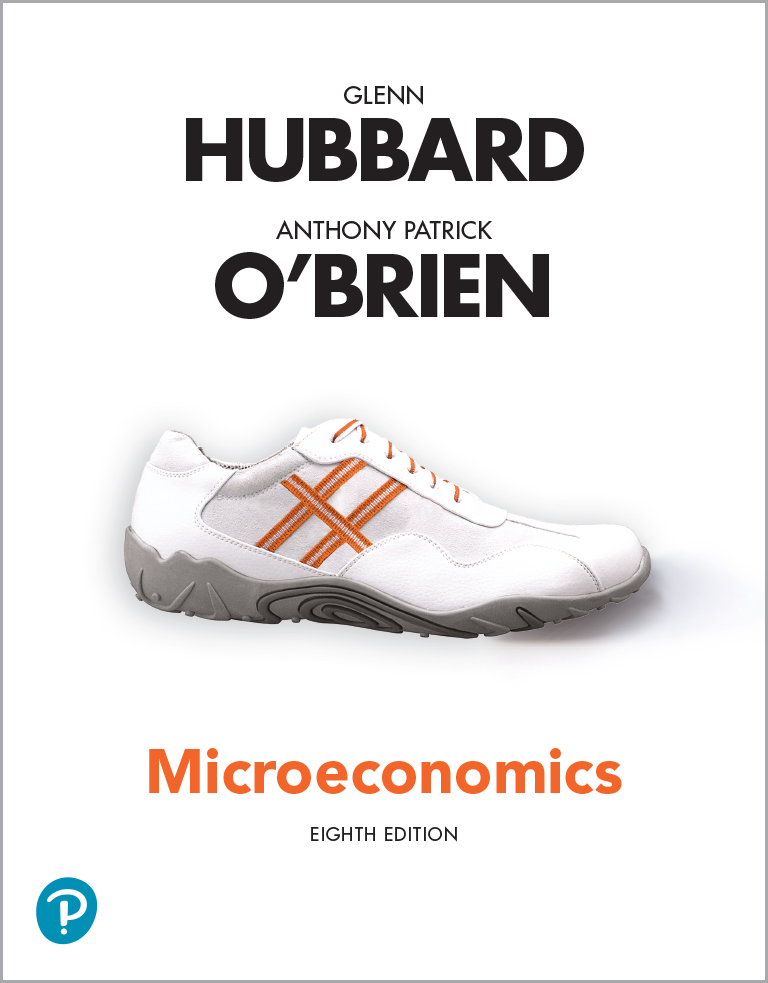 GLENN
HUBBARD
ANTHONY PATRICK
O’BRIEN
Microeconomics
EIGHTH EDITION
P